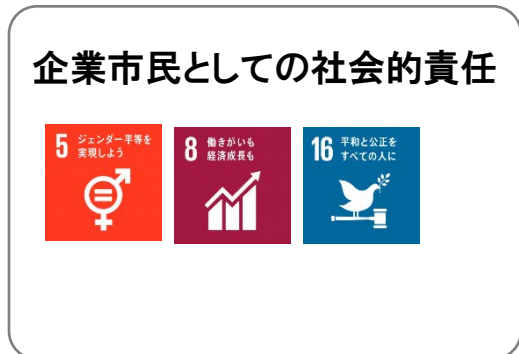 企業市民としての社会的責任
5 ジェンダー平等を
実現しよう
8 働きがいも
経済成長も
16 平和と公正を
すべての人に